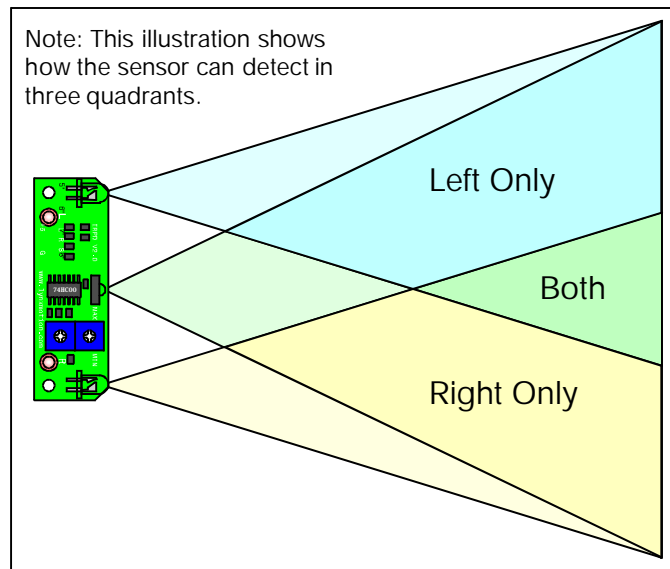 Note: This illustration shows
how the sensor can detect in
three quadrants.
Left Only
Both
Right Only
74HC00